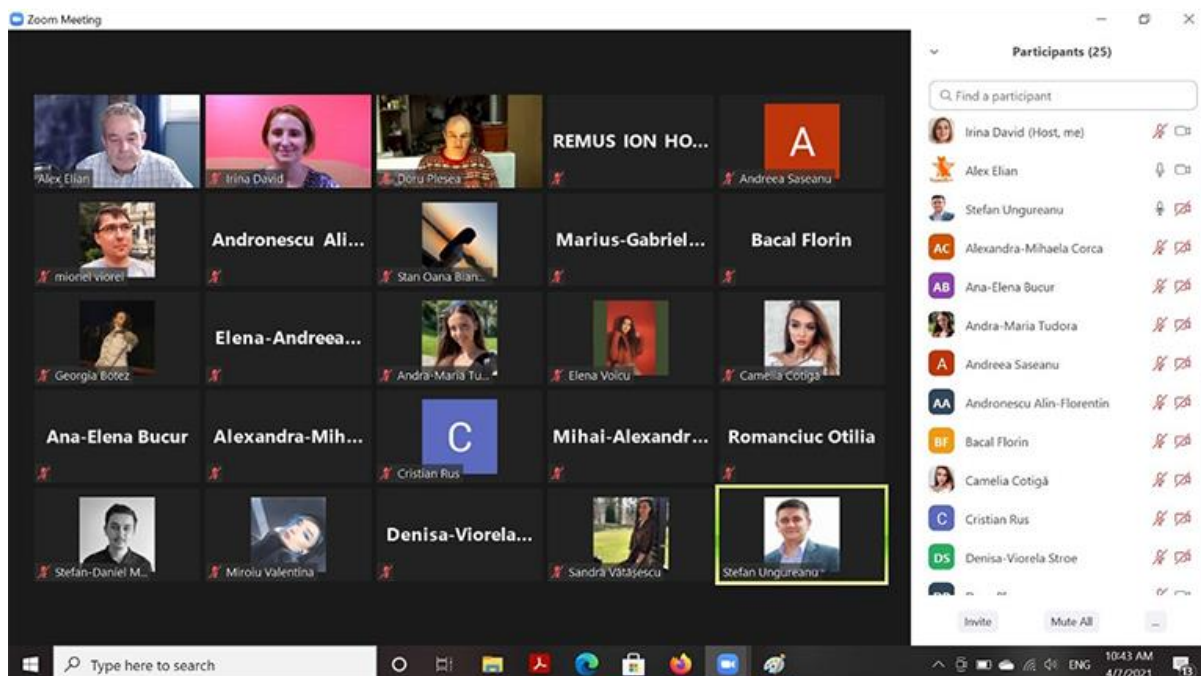 Zoom Meeting
Alex Elian
Irina David
Doru Plesea
REMUS ION HO...
A
Andreea Saseanu
mionel viorel
Andronescu Ali...
Stan Oana Bian...
Marius-Gabriel...
Bacal Florin
Georgia Botez
Elena-Andreea...
Andra-Maria Tu...
Elena Voicu
Camelia Cotigă
Ana-Elena Bucur
Alexandra-Mih...
C
Cristian Rus
Mihai-Alexandr...
Romanciuc Otilia
Stefan-Daniel M...
Miroiu Valentina
Denisa-Viorela...
Sandra Vătășescu
Stefan Ungureanu
Participants (25)
Find a participant
Irina David (Host, me)
Alex Elian
Stefan Ungureanu
AC Alexandra-Mihaela Corca
AB Ana-Elena Bucur
Andra-Maria Tudora
A Andreea Saseanu
AA Andronescu Alin-Florentin
BF Bacal Florin
Camelia Cotigă
C Cristian Rus
DS Denisa-Viorela Stroe
Invite Mute All ...
Type here to search
ENG
10:43 AM
4/7/2021
13